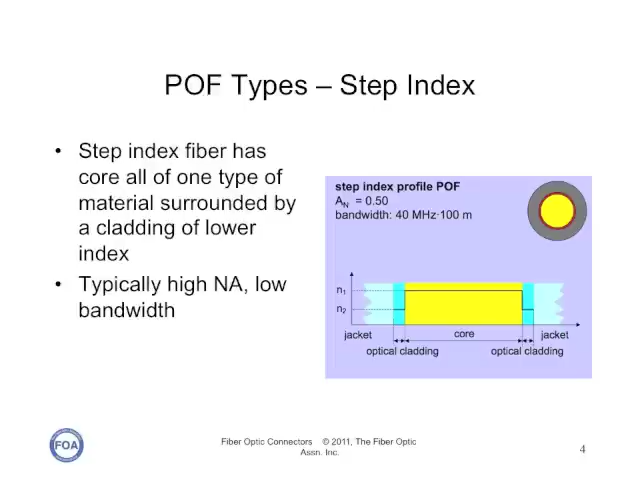 POF Types – Step Index
• Step index fiber has
core all of one type of
material surrounded by
a cladding of lower
index
• Typically high NA, low
bandwidth
step index profile POF
AN = 0.50
bandwidth: 40 MHz·100 m
n1
n2
jacket
core
jacket
optical cladding
optical cladding
FOA
Fiber Optic Connectors © 2011, The Fiber Optic
Assn. Inc.
4